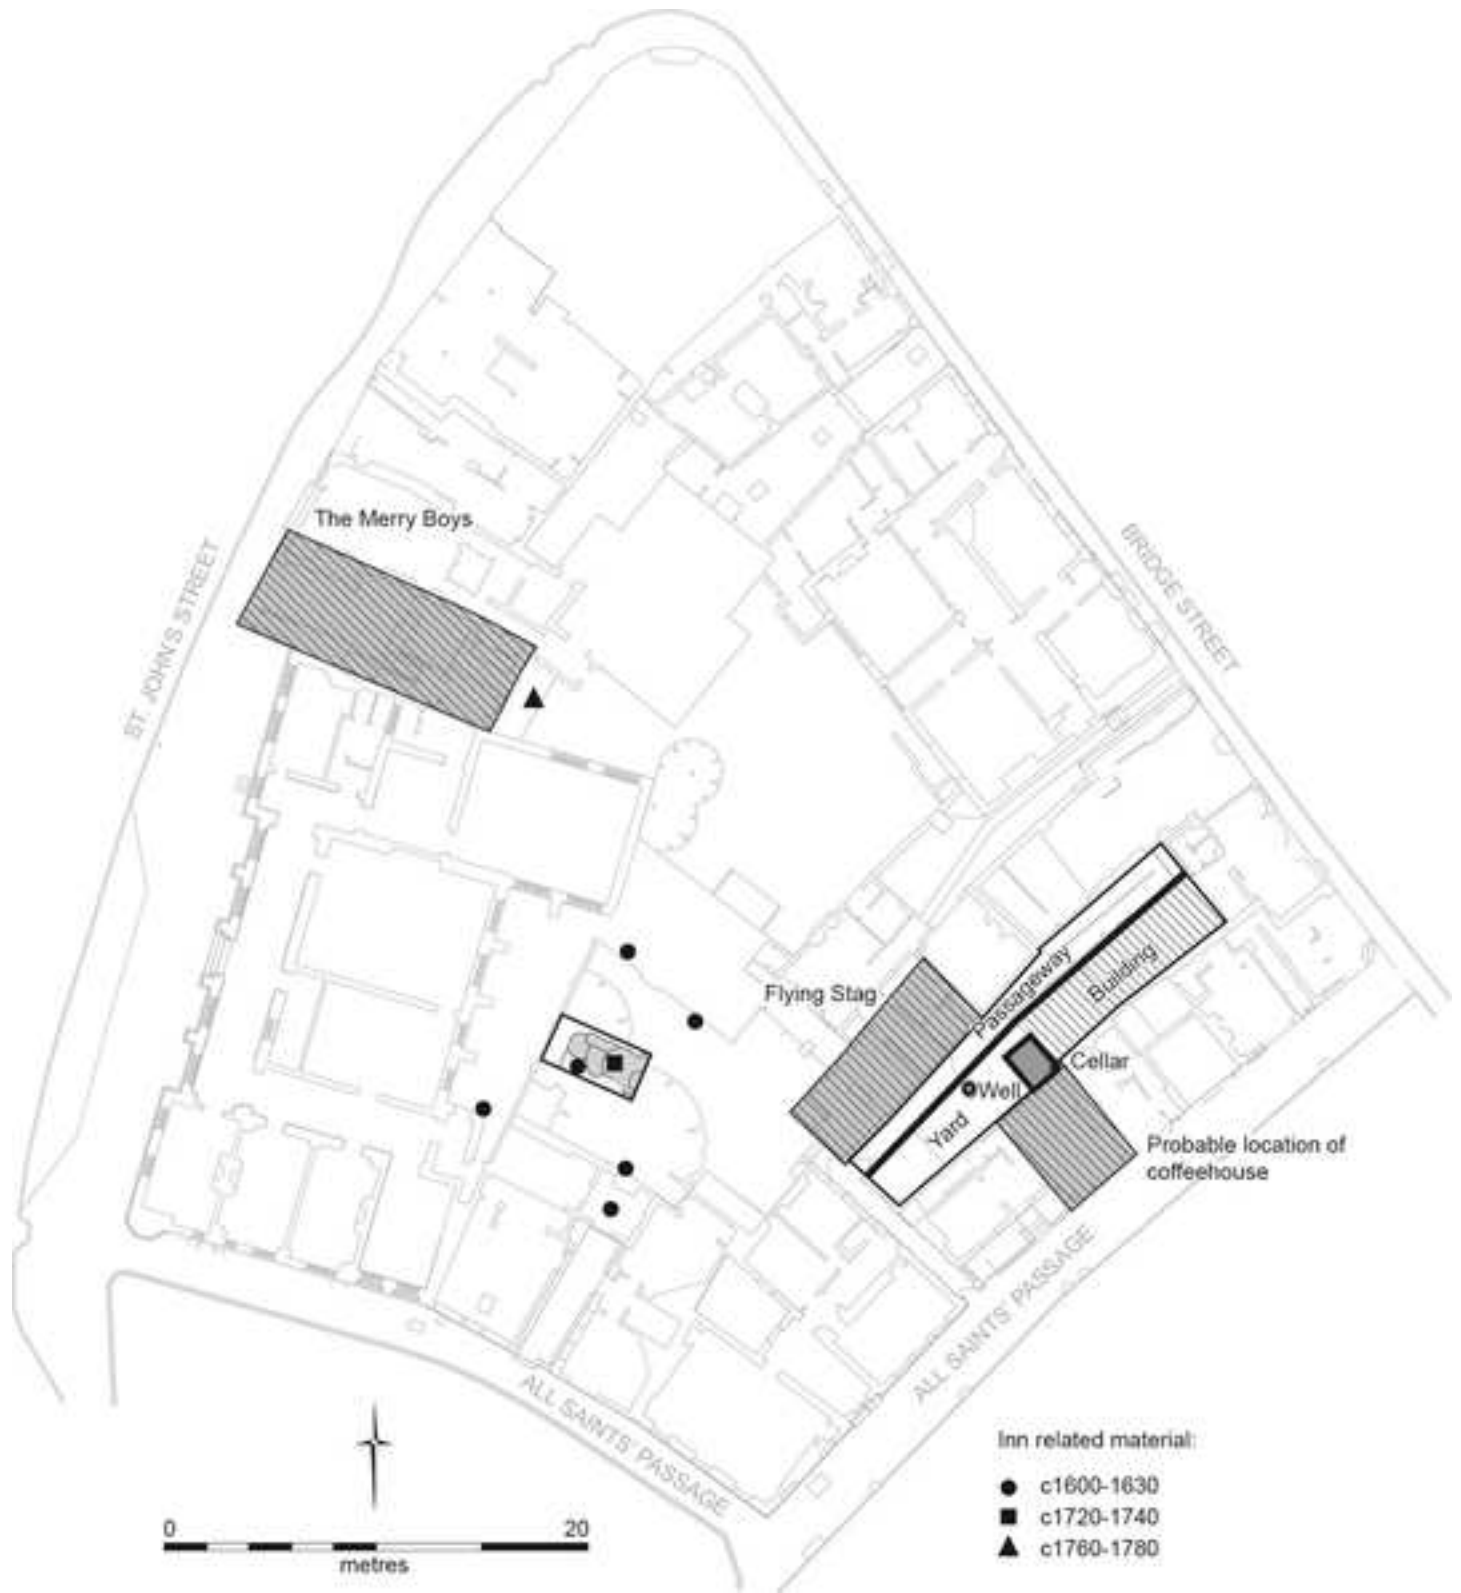 The Merry Boys
ST. JOHN'S STREET
BRIDGE STREET
Flying Stag
Passageway
Building
Cellar
Well
Yard
Probable location of
coffeehouse
ALL SAINTS' PASSAGE
ALL SAINTS' PASSAGE
Inn related material:
c1600-1630
c1720-1740
c1760-1780
0 20
metres